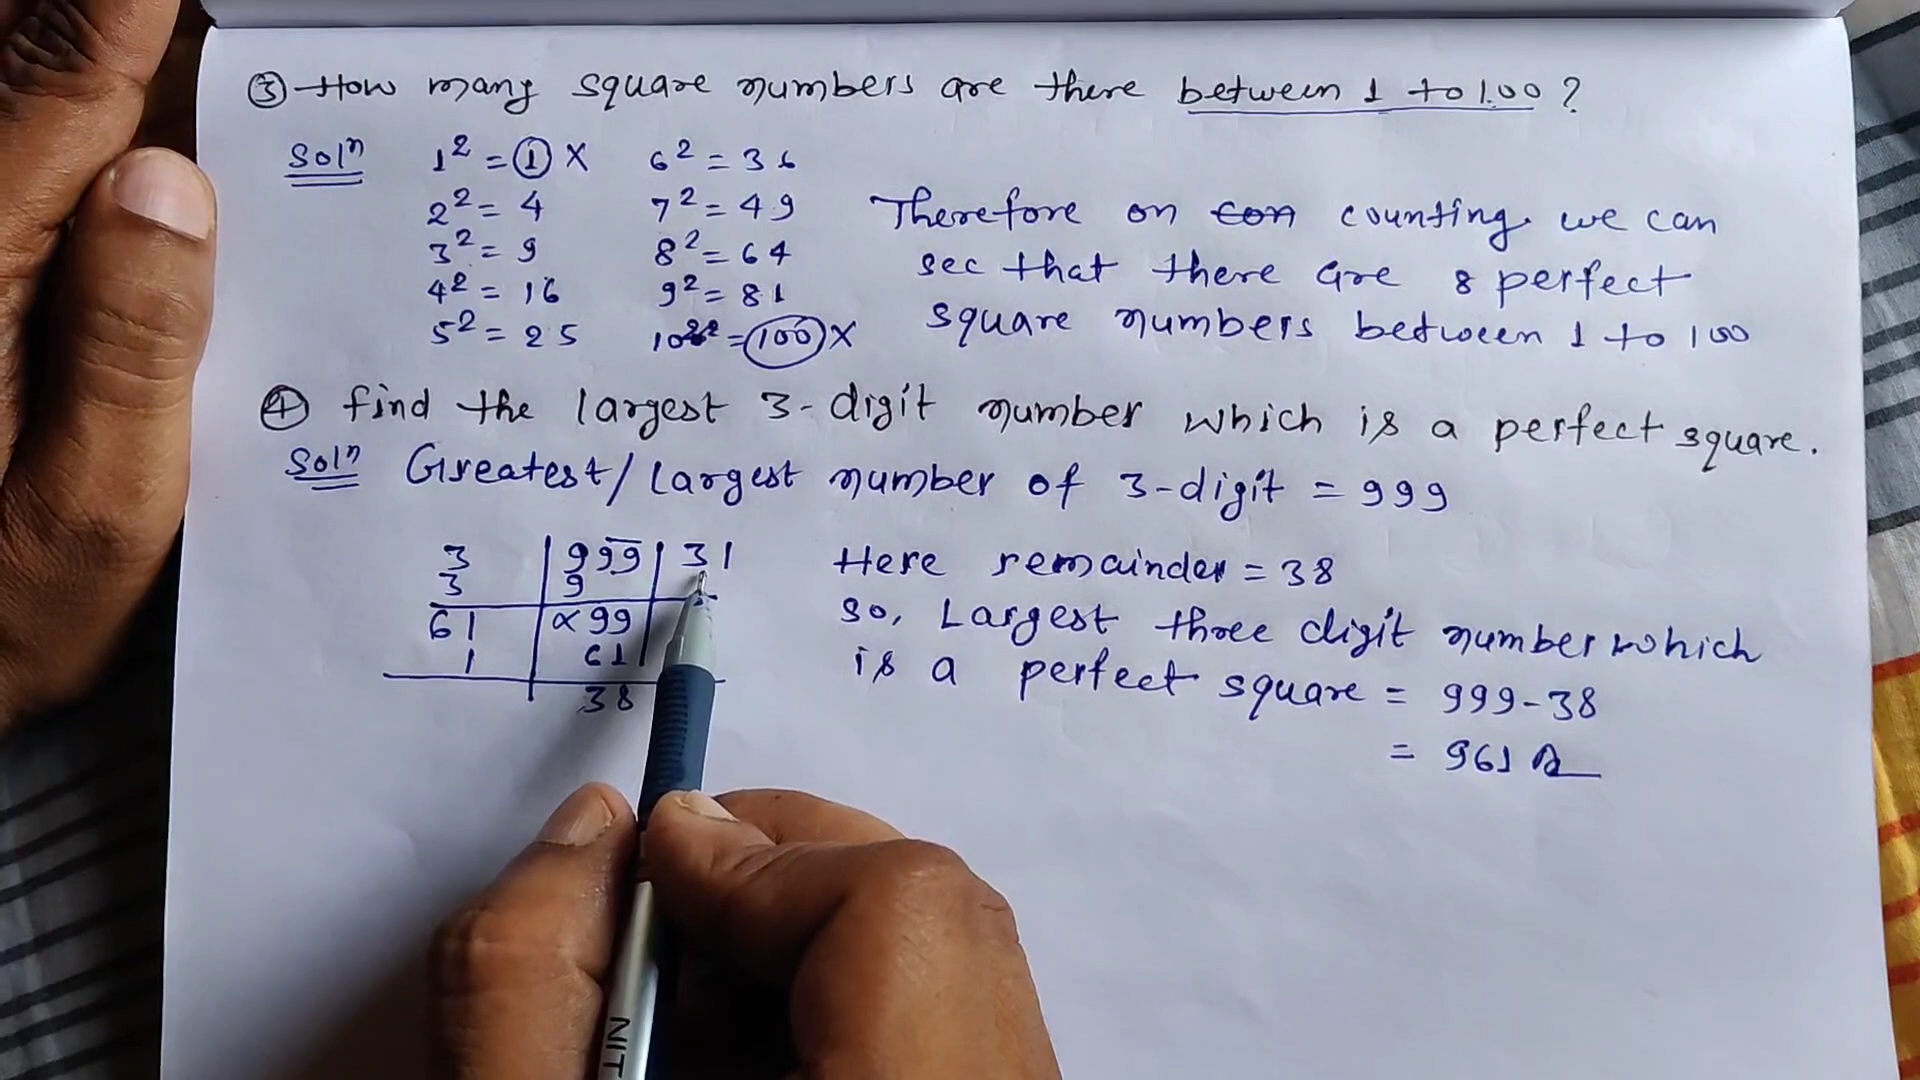 ③ How many square numbers are there between 1 to 100?
Solⁿ 1² = 1 X 6² = 36
2² = 4 7² = 49 Therefore on con counting we can
3² = 9 8² = 64 see that there are 8 perfect
4² = 16 9² = 81 square numbers between 1 to 100
5² = 25 10² = 100 X
④ find the largest 3-digit number which is a perfect square.
Solⁿ Greatest/largest number of 3-digit = 999
3 | 999 | 31 Here remainder = 38
3 9
61 x99 so, Largest three digit number which
1 61 is a perfect square = 999-38
38
= 961
NIT